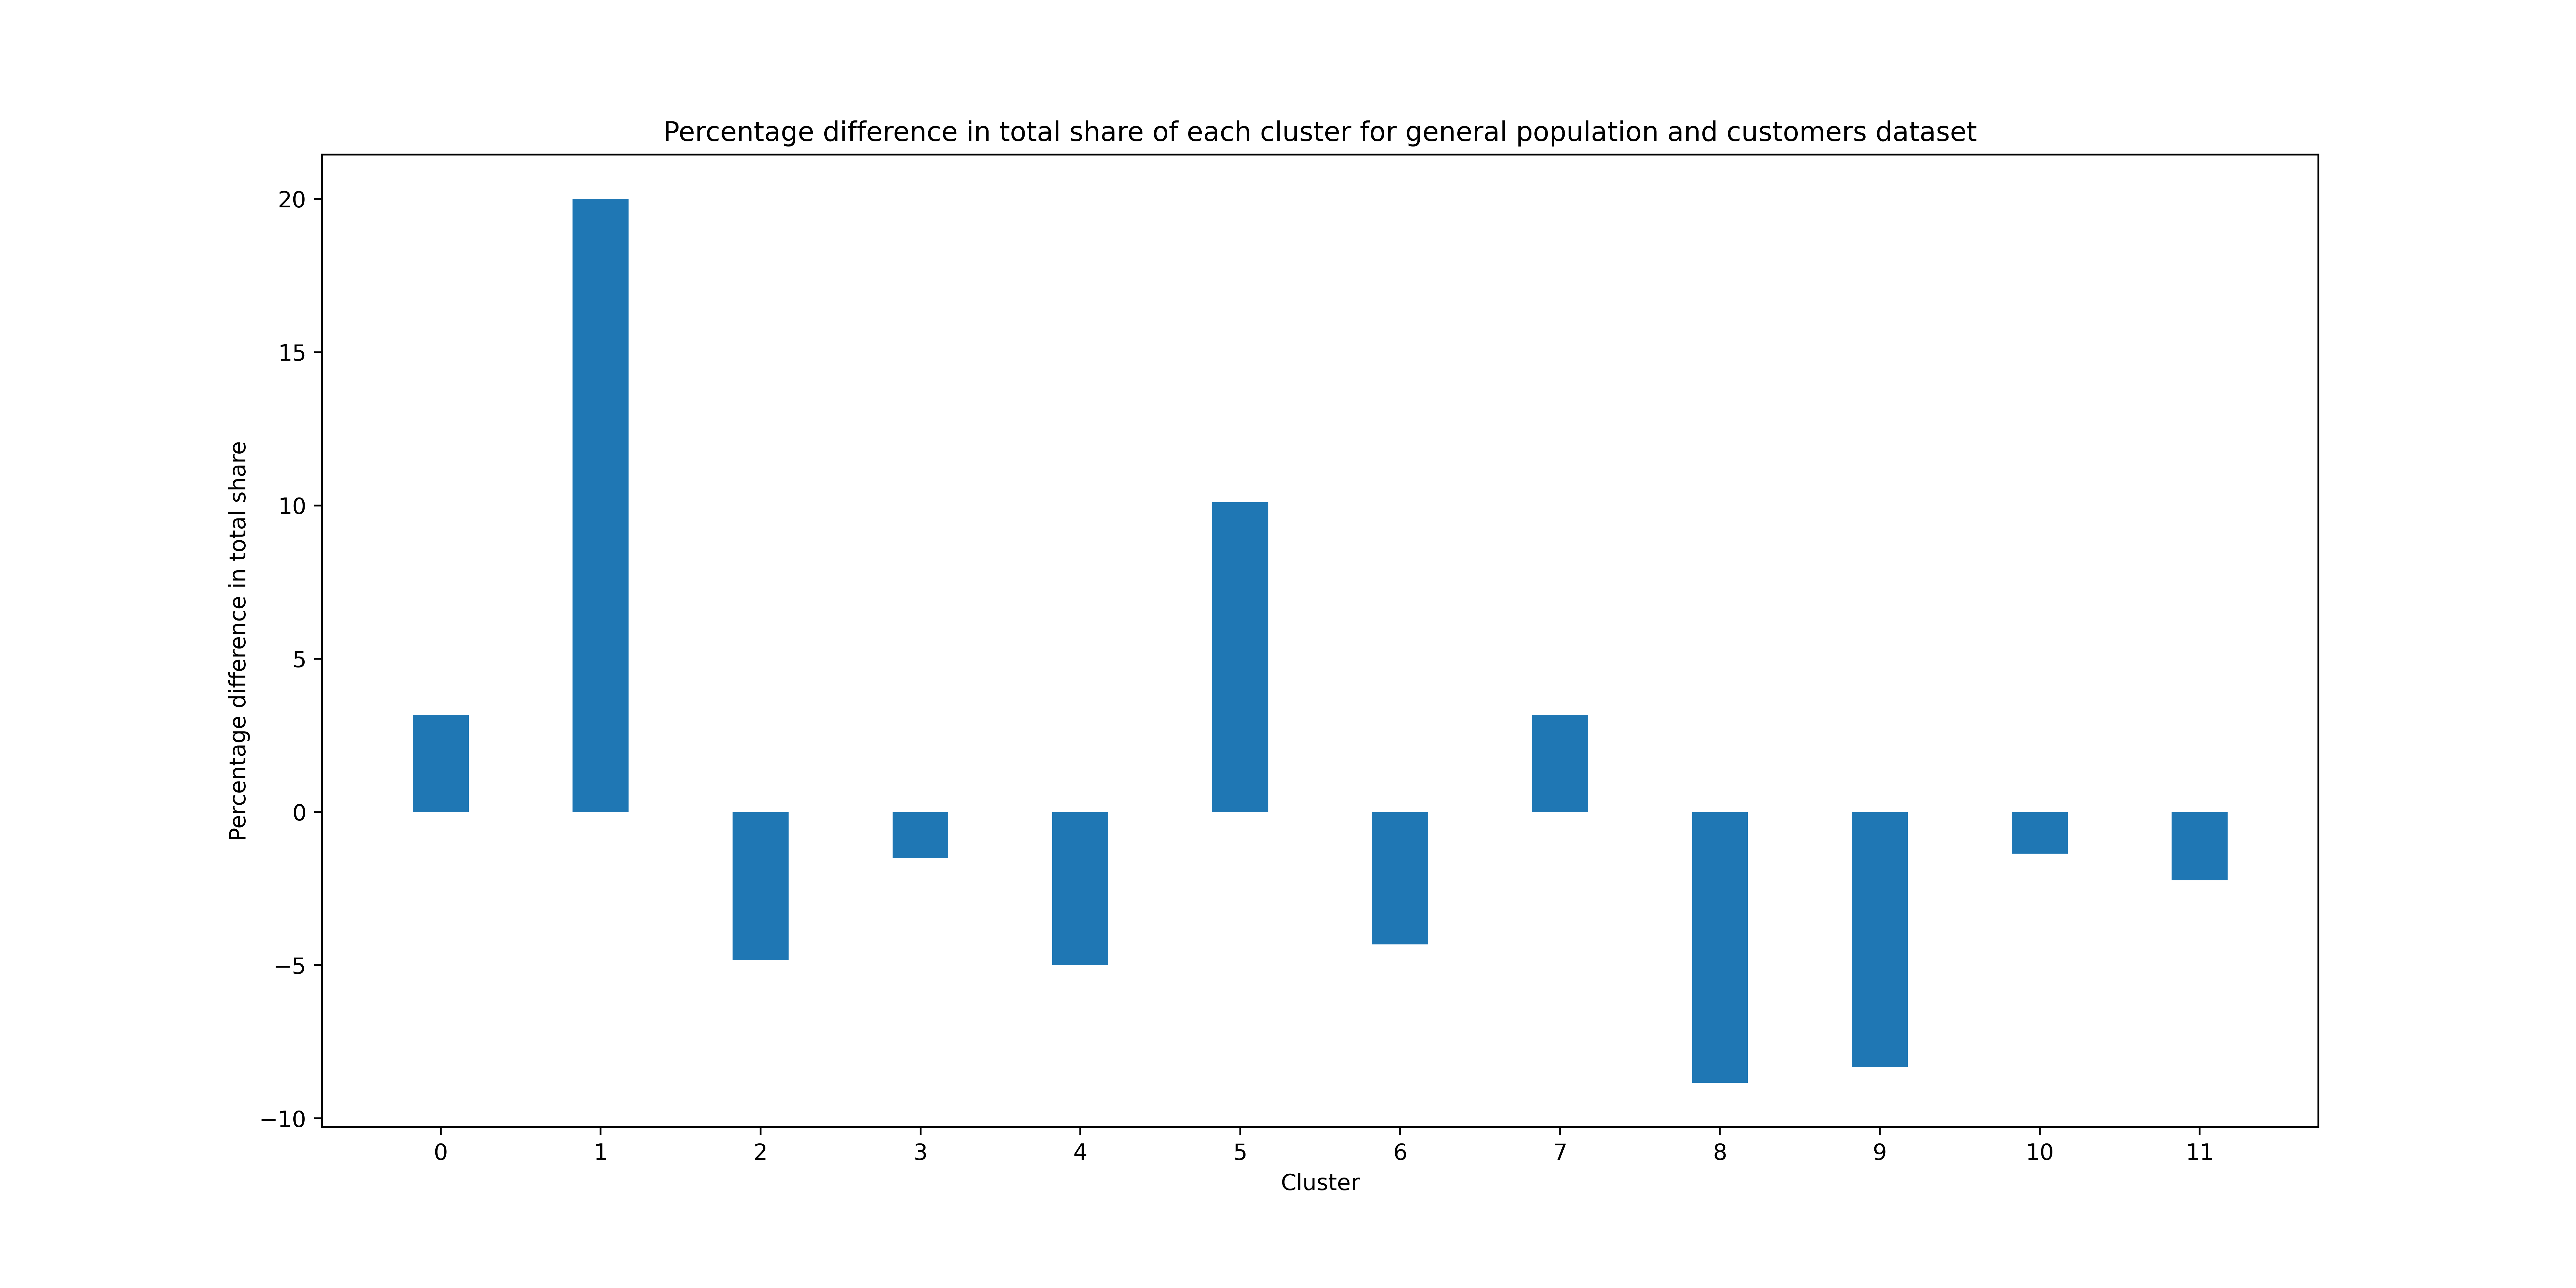 Percentage difference in total share of each cluster for general population and customers dataset
Percentage difference in total share
20
15
10
5
0
−5
−10
0 1 2 3 4 5 6 7 8 9 10 11
Cluster